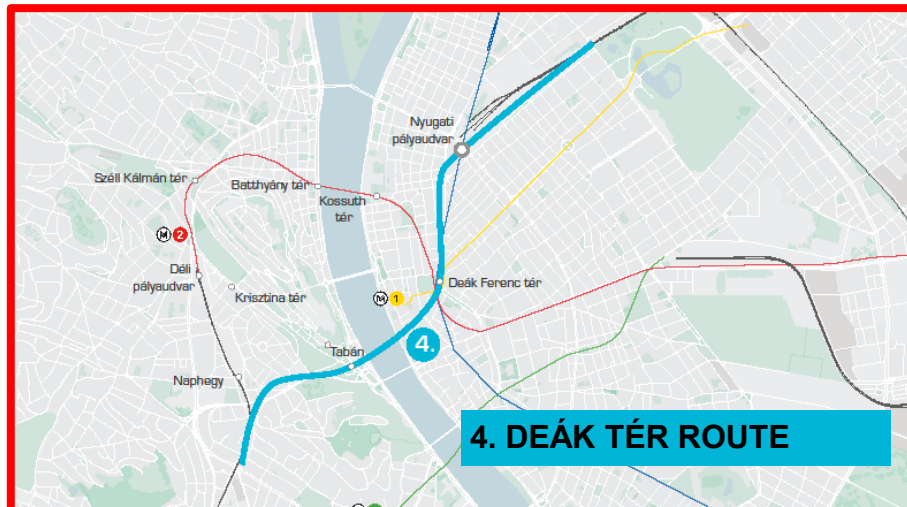 Nyugati
pályaudvar
Széll Kálmán tér
Batthyány tér
Kossuth
tér
M 2
Déli
pályaudvar
Krisztina tér
Deák Ferenc tér
M 1
4.
Tabán
Naphegy
4. DEÁK TÉR ROUTE